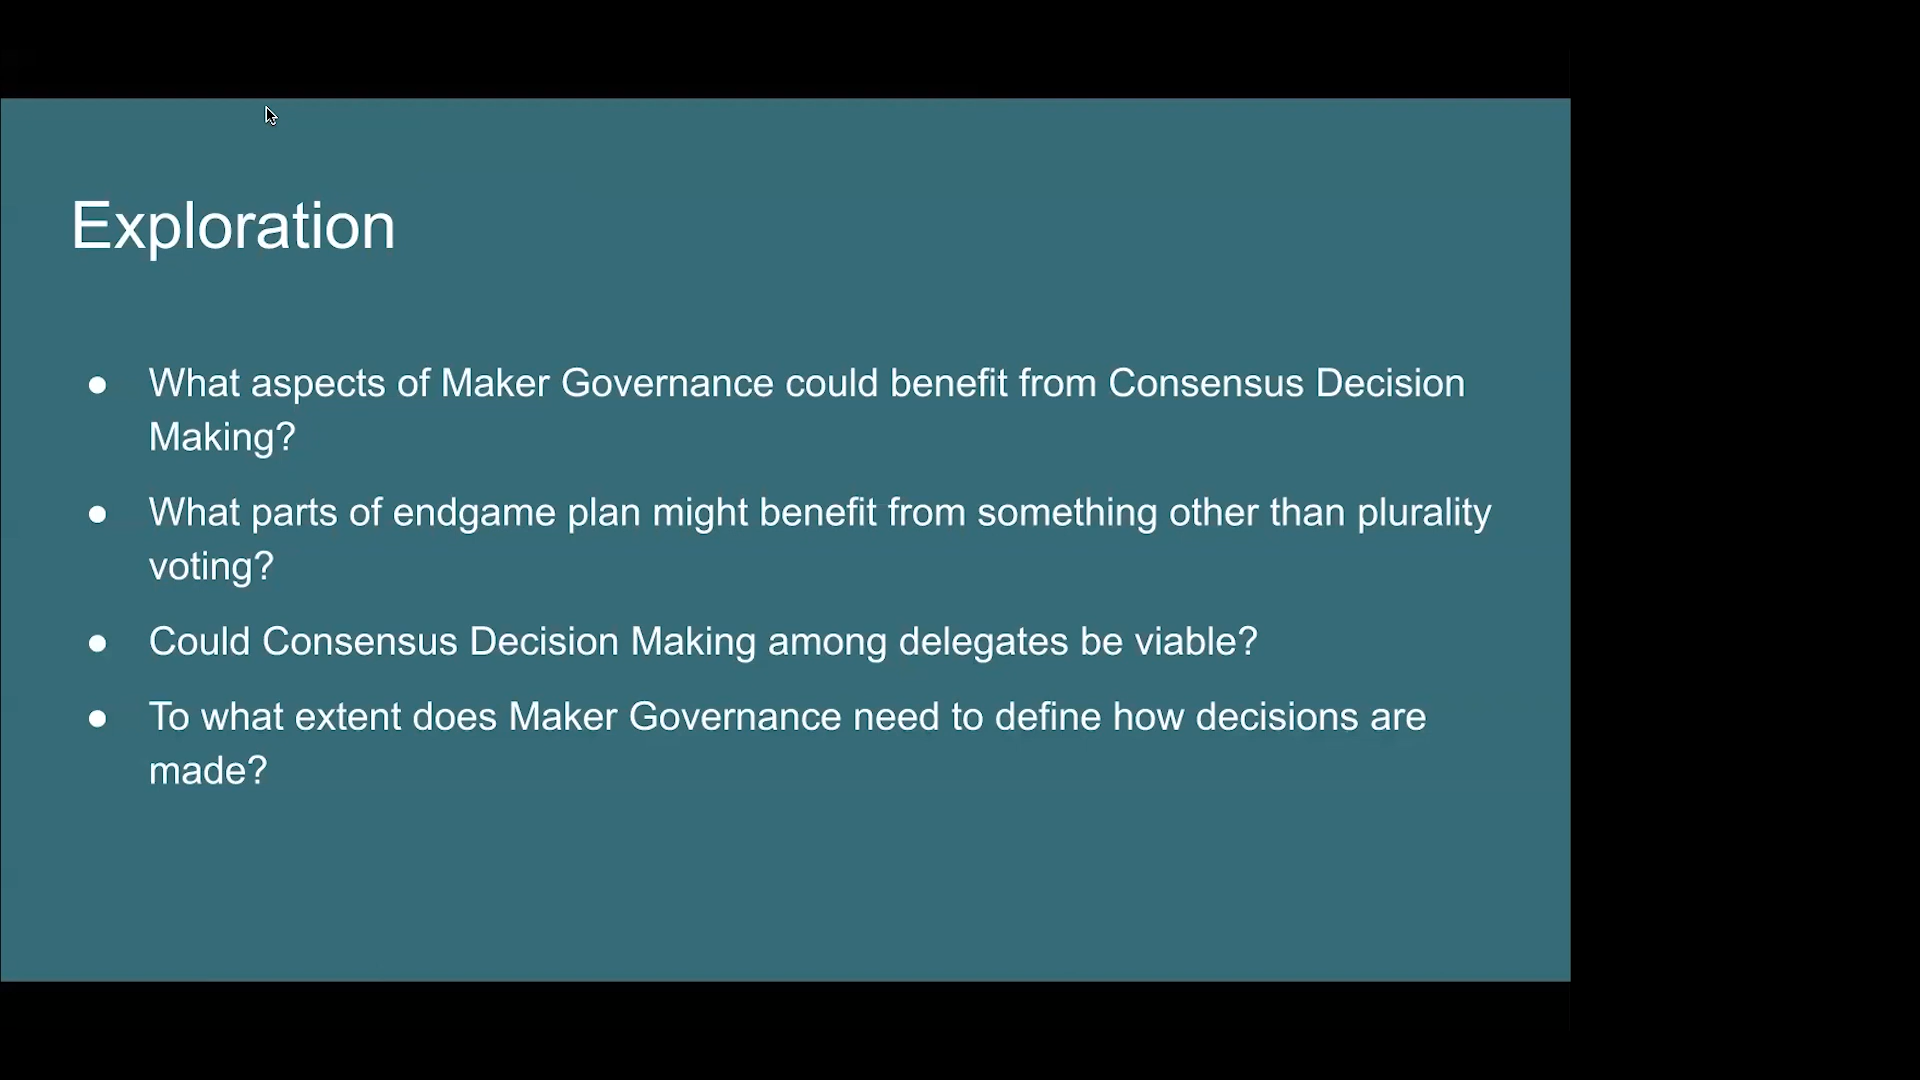 Exploration
● What aspects of Maker Governance could benefit from Consensus Decision
Making?
● What parts of endgame plan might benefit from something other than plurality
voting?
● Could Consensus Decision Making among delegates be viable?
● To what extent does Maker Governance need to define how decisions are
made?